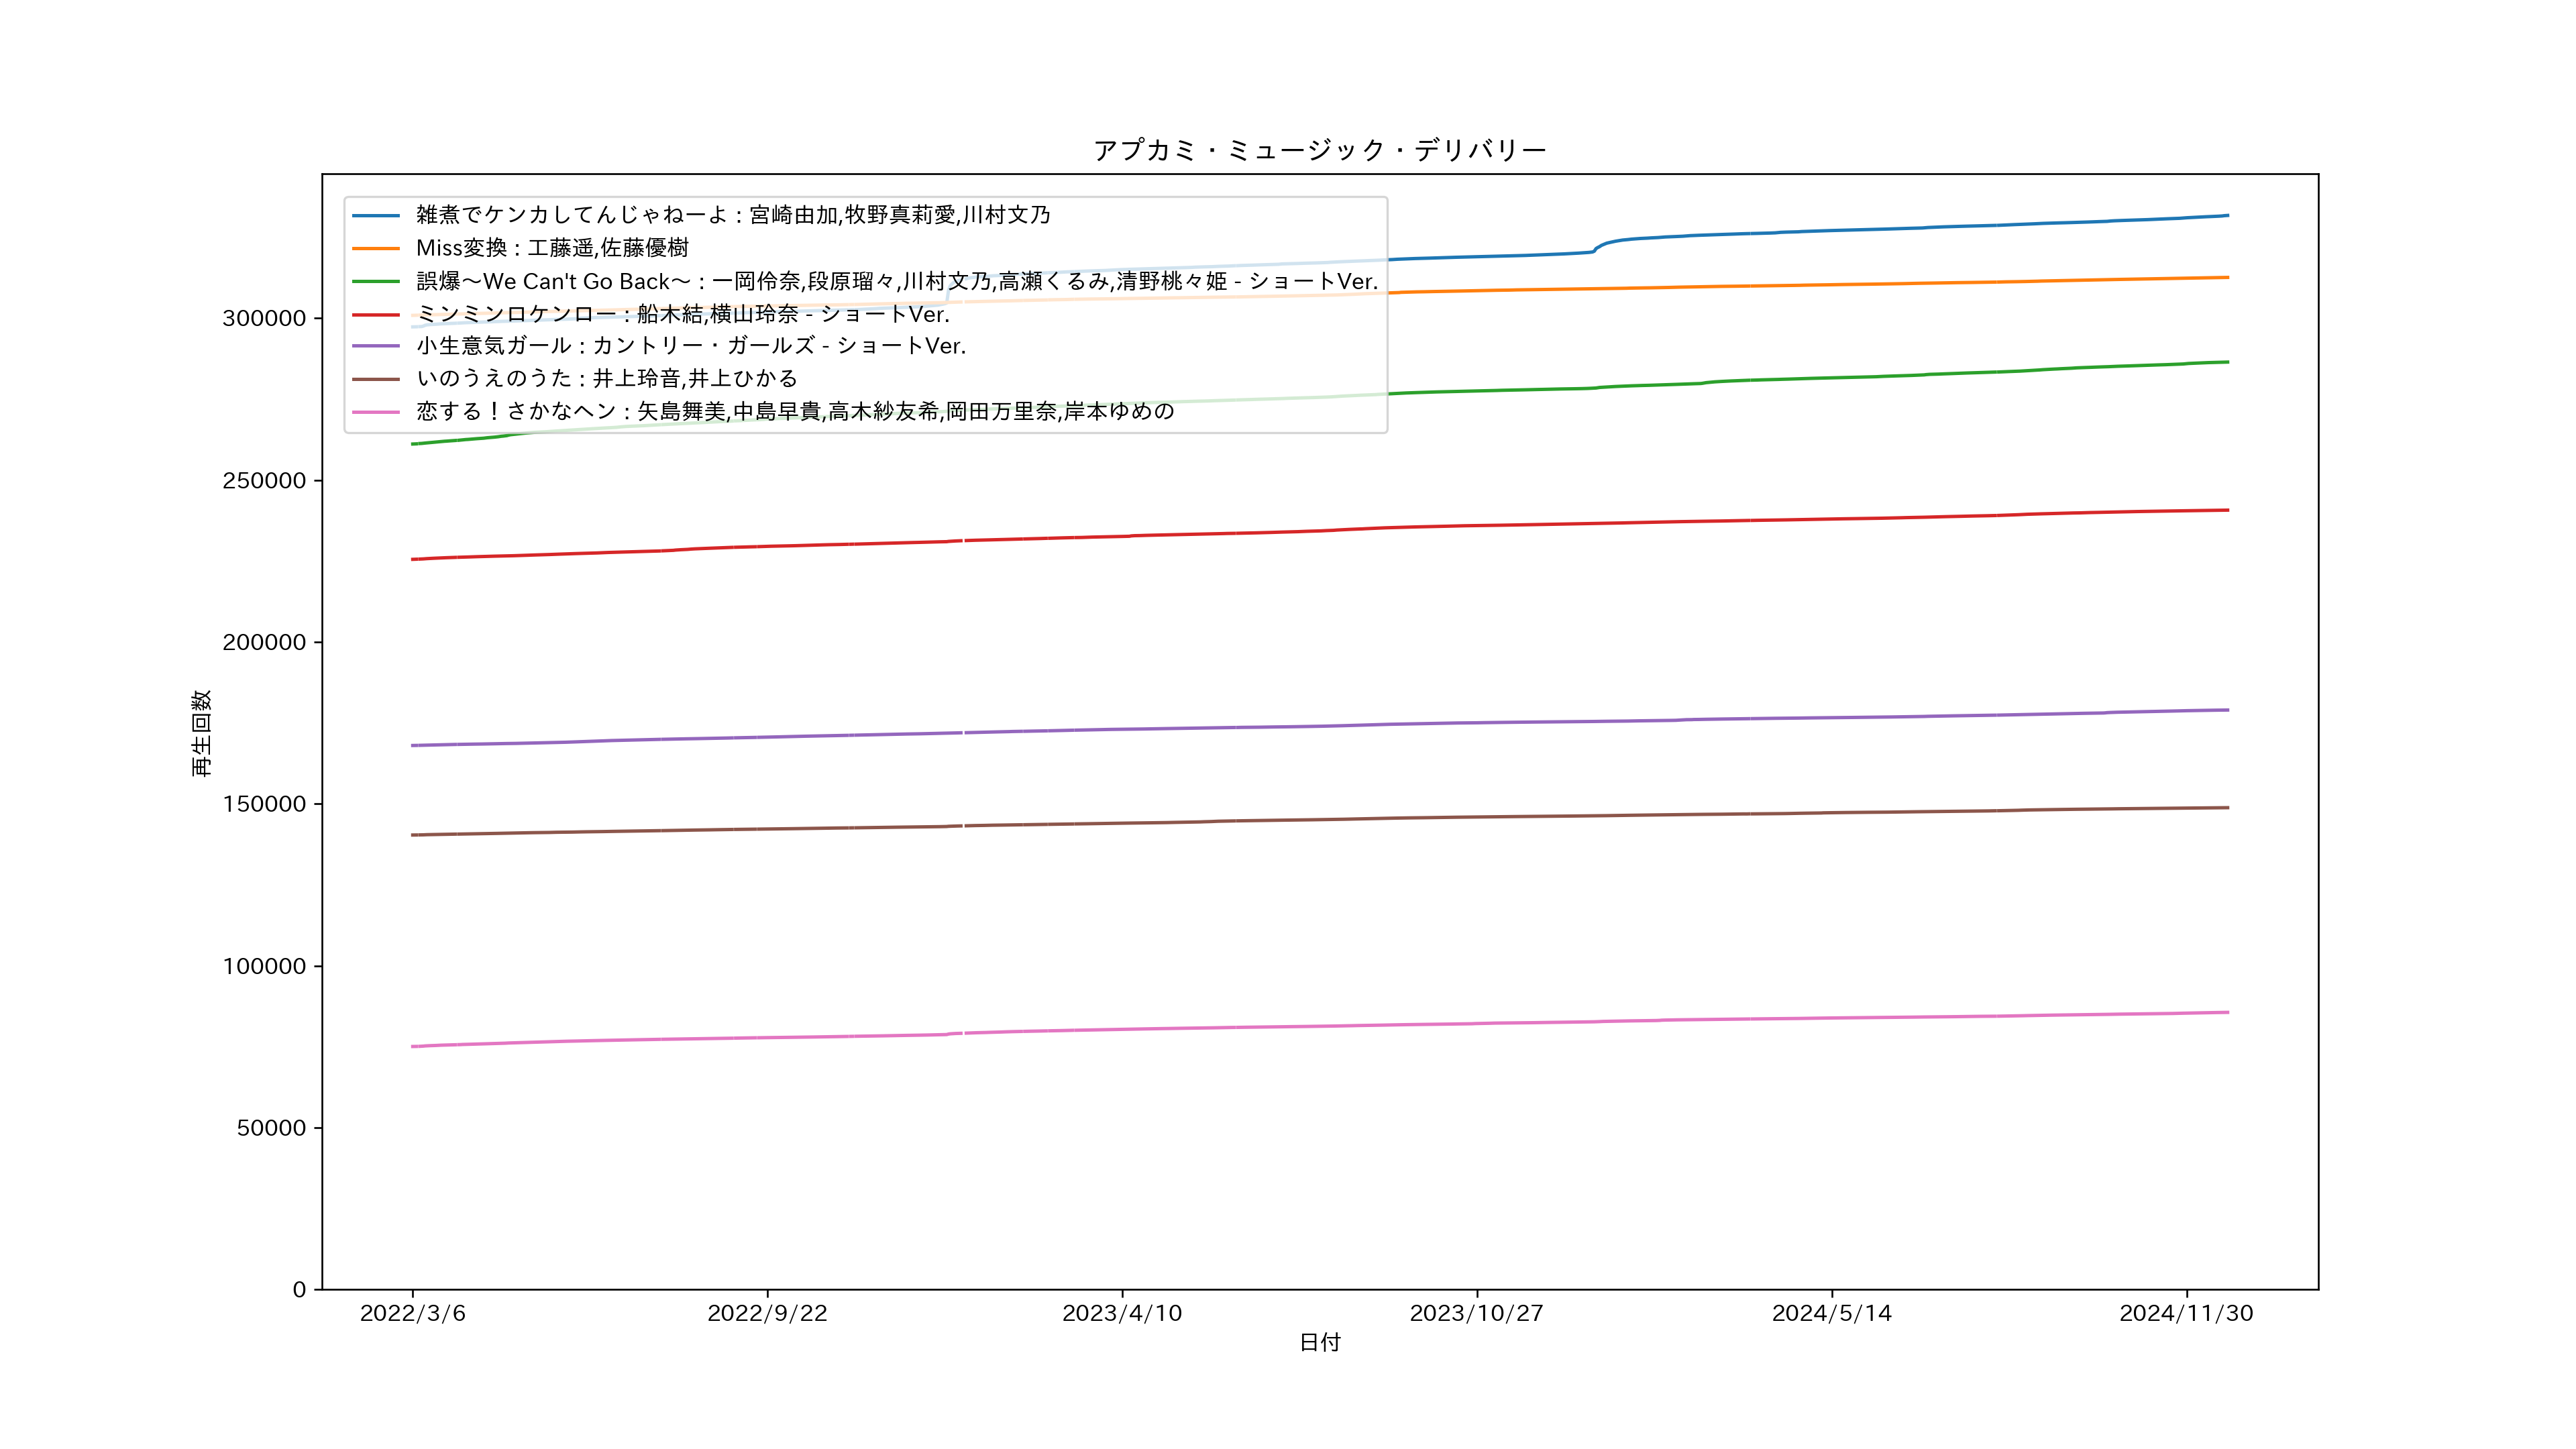 アプカミ・ミュージック・デリバリー
雑煮でケンカしてんじゃねーよ : 宮崎由加,牧野真莉愛,川村文乃
Miss変換 : 工藤遥,佐藤優樹
誤爆～We Can't Go Back～ : 一岡伶奈,段原瑠々,川村文乃,高瀬くるみ,清野桃々姫 - ショートVer.
ミンミンロケンロー : 船木結,横山玲奈 - ショートVer.
小生意気ガール : カントリー・ガールズ - ショートVer.
いのうえのうた : 井上玲音,井上ひかる
恋する！さかなヘン : 矢島舞美,中島早貴,高木紗友希,岡田万里奈,岸本ゆめの
再生回数
300000
250000
200000
150000
100000
50000
0
2022/3/6
2022/9/22
2023/4/10
2023/10/27
2024/5/14
2024/11/30
日付